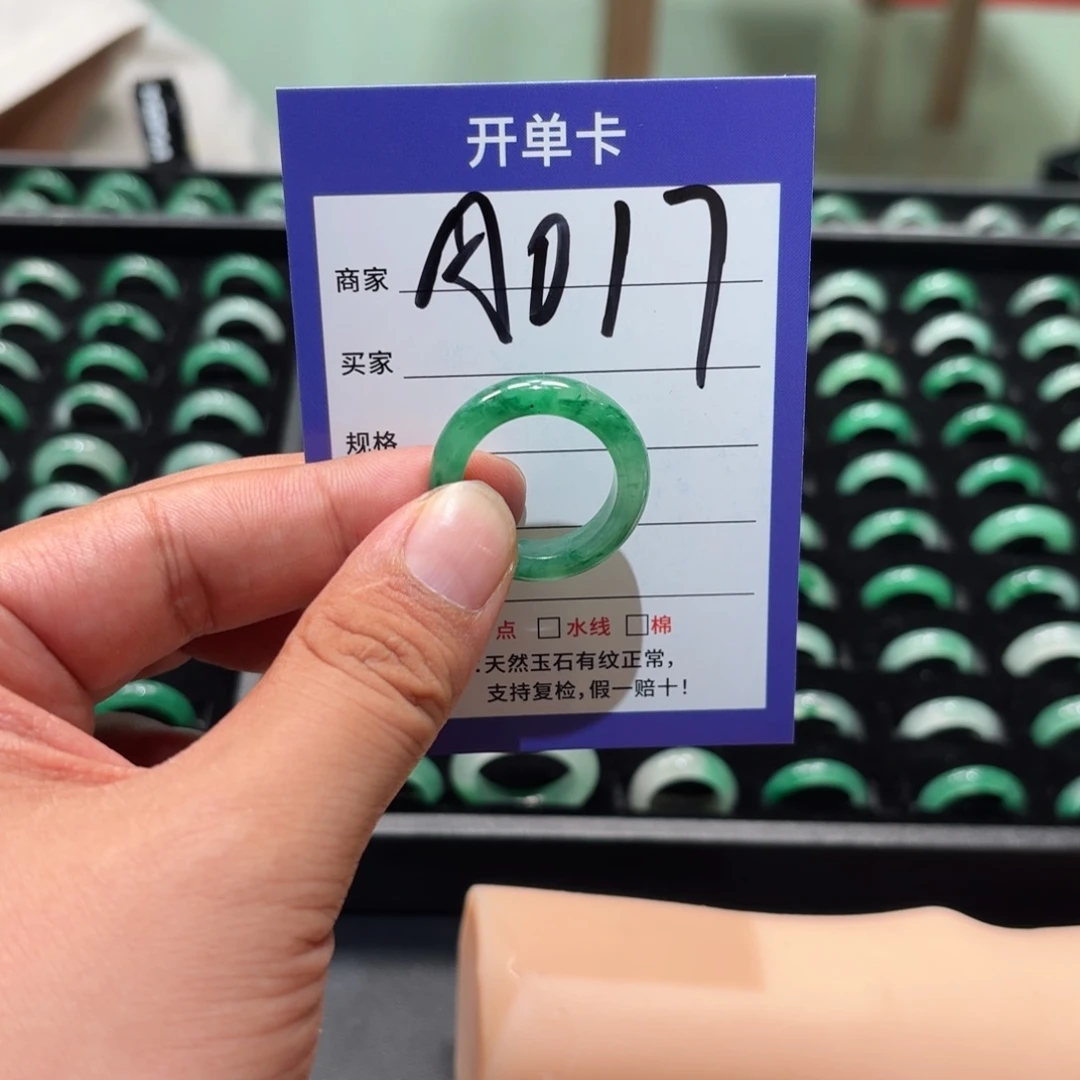 开单卡
商家 A017
买家
规格
点 □水线 □棉
.天然玉石有纹正常,
支持复检,假一赔十!